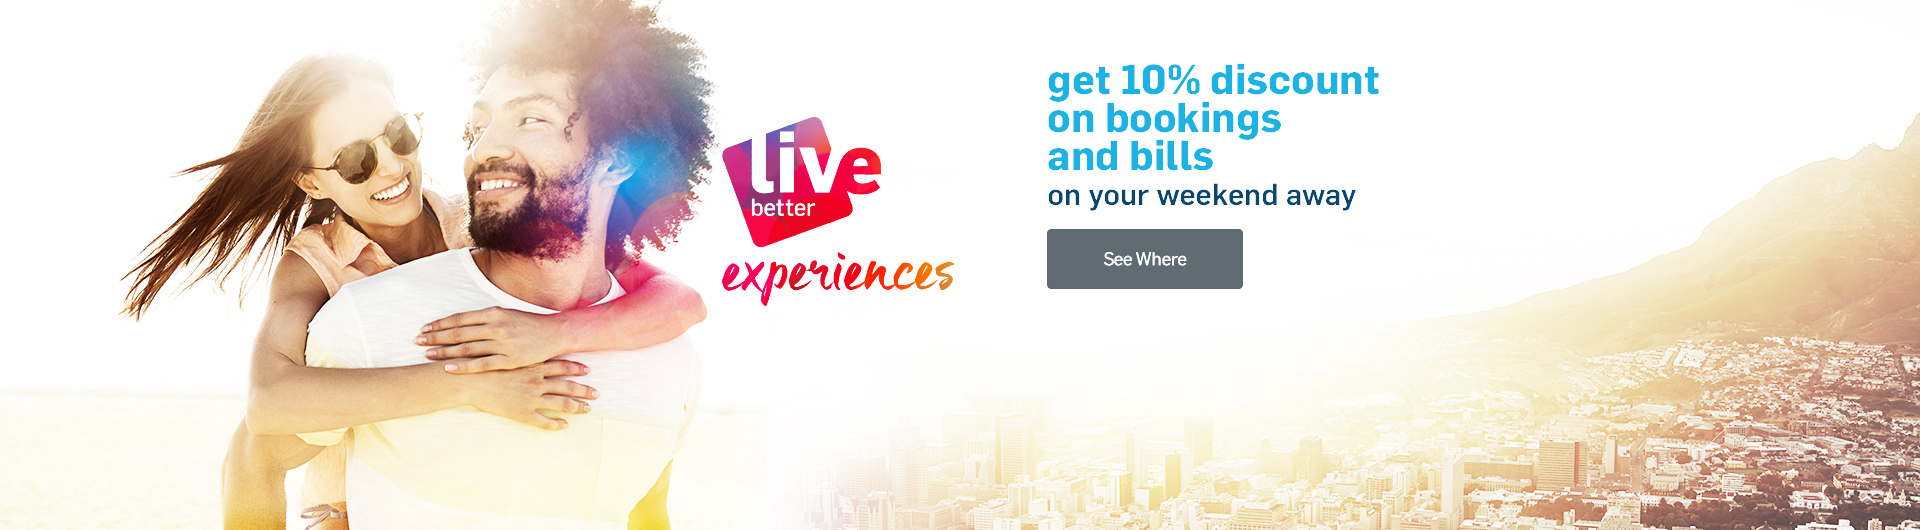 live
better
experiences
get 10% discount
on bookings
and bills
on your weekend away
See Where